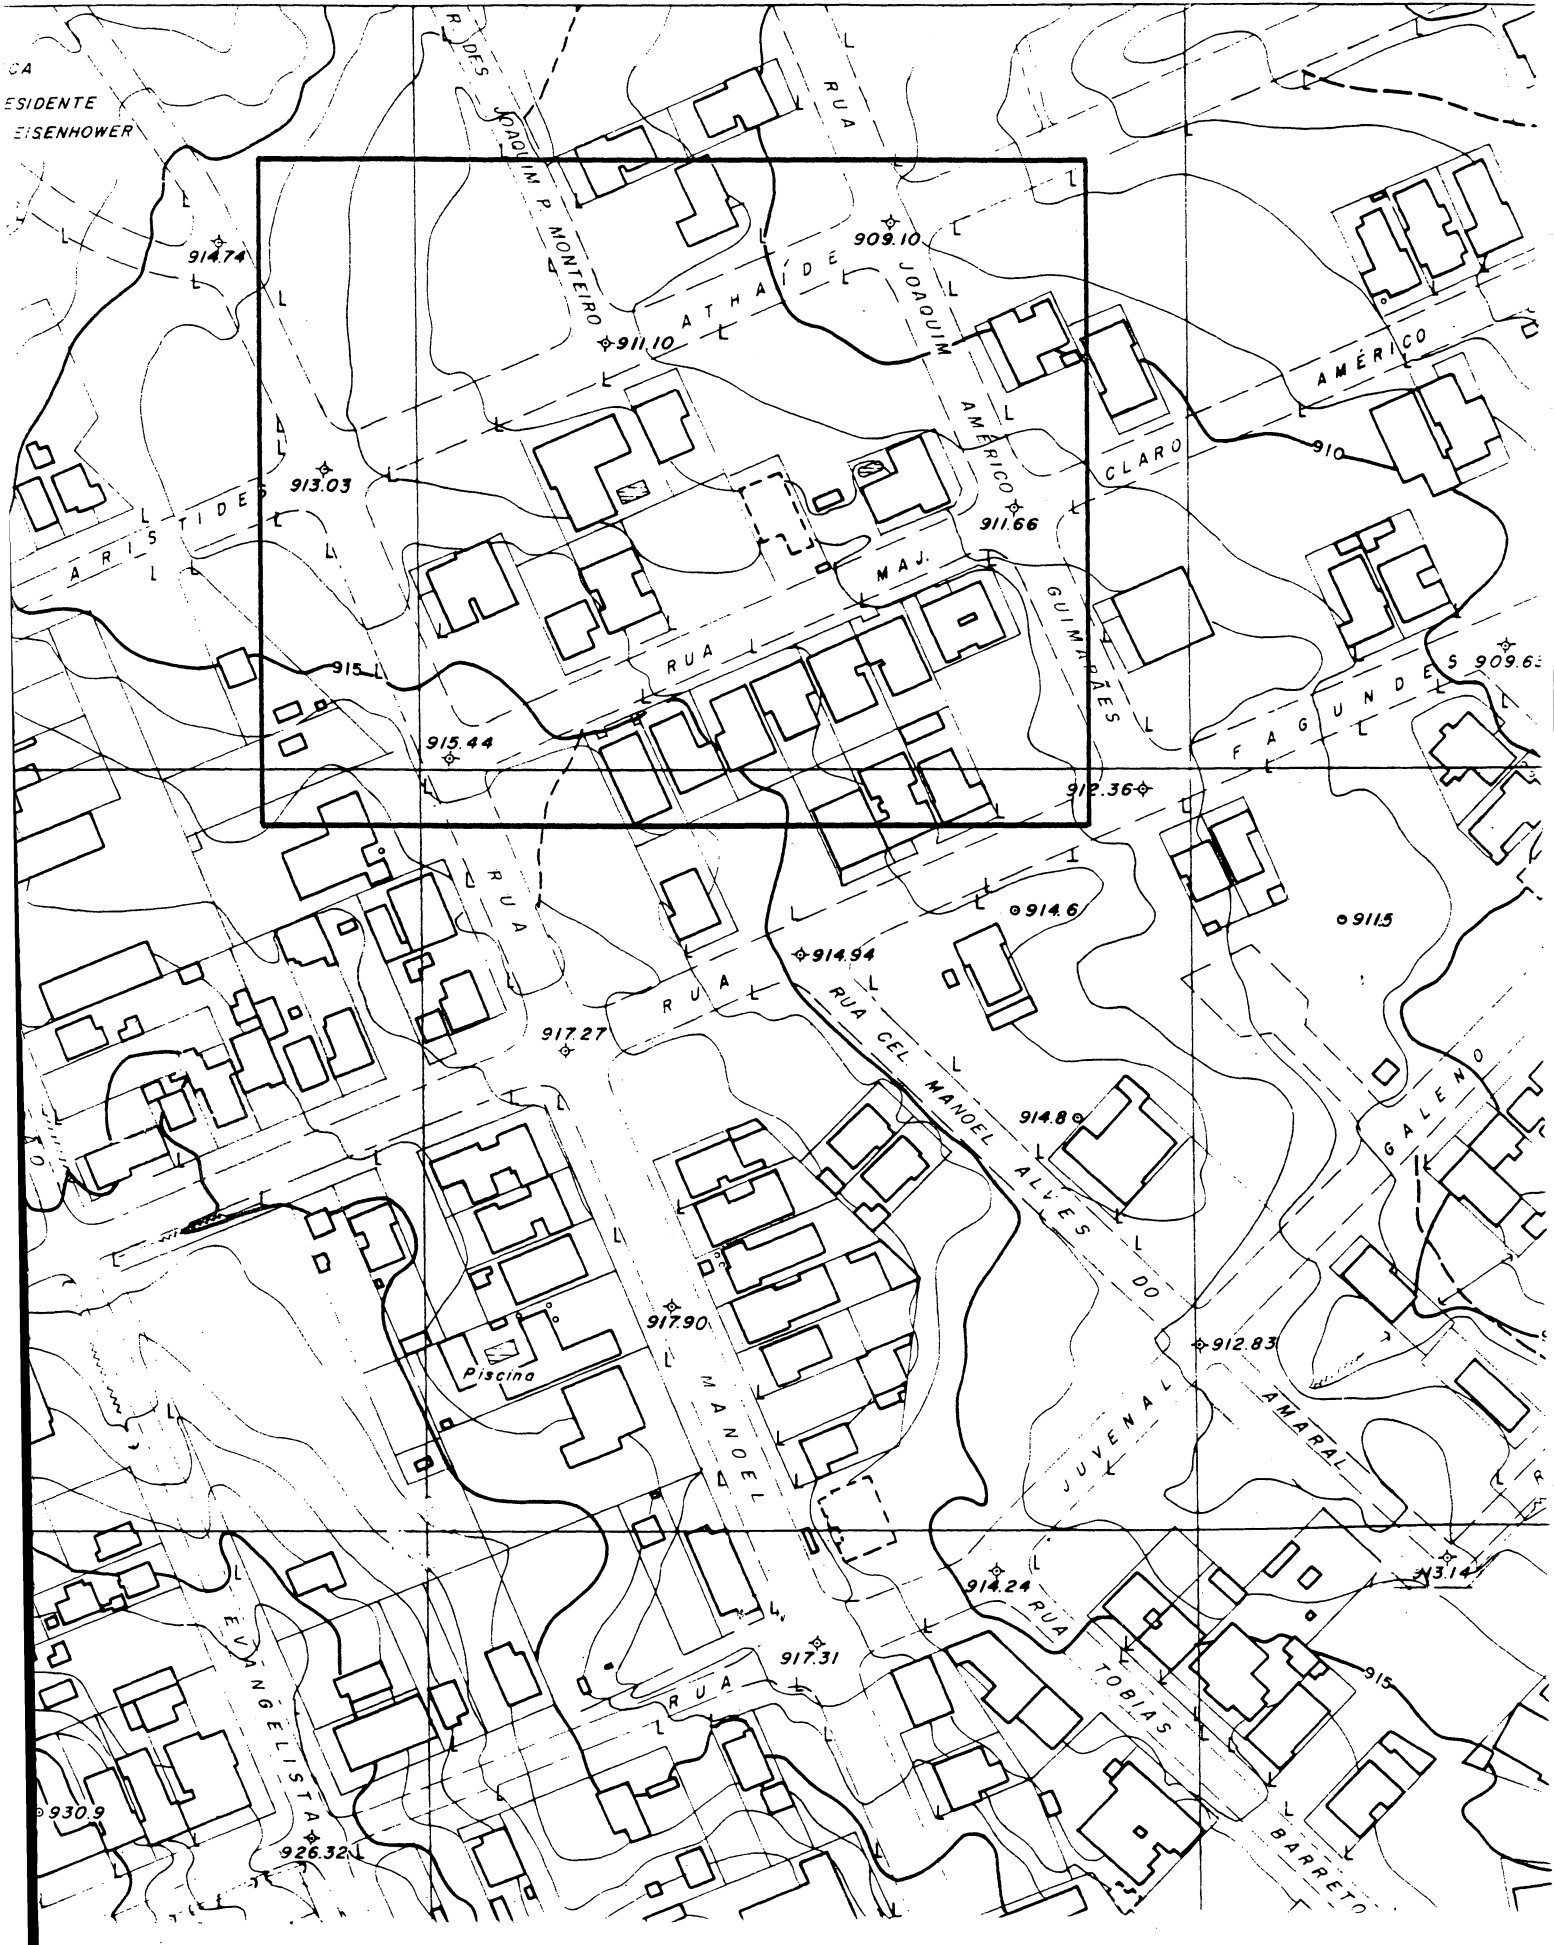 CA
ESIDENTE
EISENHOWER
R DES JOAQUIM P. MONTEIRO
RUA JOAQUIM AMÉRICO GUIMARÃES
914.74
909.10
ATHAÍDE
911.10
AMÉRICO
CLARO
910
913.03
ARISTIDES
911.66
MAJ.
RUA
915
915.44
FAGUNDES
909.63
912.36
RUA
914.6
911.5
914.94
RUA
RUA CEL MANOEL ALVES DO AMARAL
917.27
GALENO
914.8
917.90
912.83
Piscina
MANOEL
JUVENAL
914.24
913.14
RUA TOBIAS BARRETO
EVANGELISTA
917.31
RUA
915
930.9
926.32